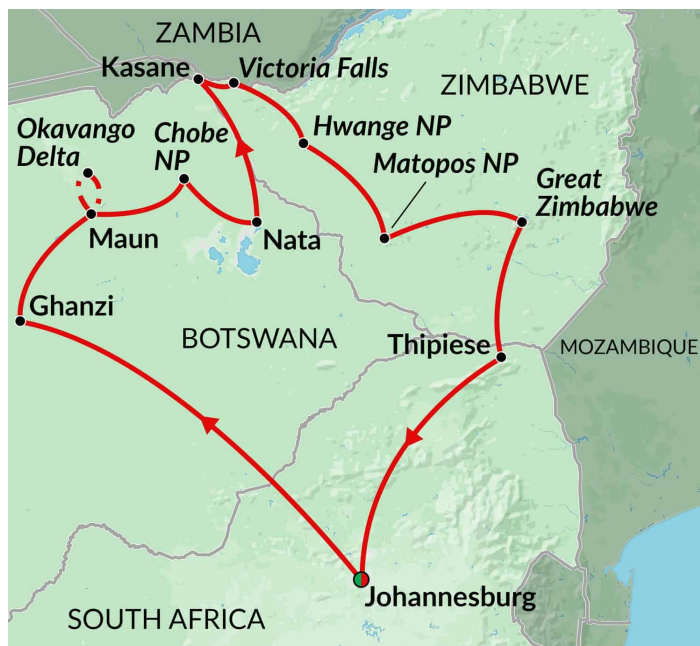 ZAMBIA
Kasane
Victoria Falls
ZIMBABWE
Okavango
Delta
Chobe
NP
Hwange NP
Matopos NP
Great
Zimbabwe
Maun
Nata
Ghanzi
BOTSWANA
Thipiese
MOZAMBIQUE
Johannesburg
SOUTH AFRICA